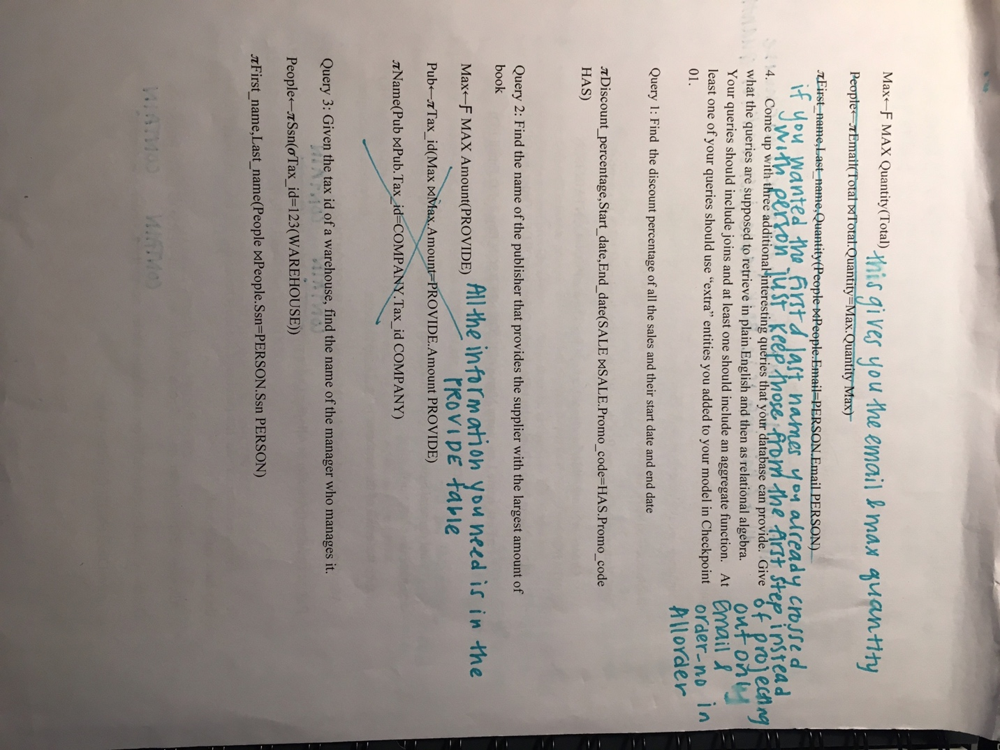 Max←Ƒ MAX Quantity(Total) this gives you the email & max quantity
People←πEmail(Total ⋈Total.Quantity=Max.Quantity Max)
πFirst_name,Last_name,Quantity(People ⋈People.Email=PERSON.Email PERSON)
if you wanted the first & last names you already crossed
with person just keep those from the first step instead
of projecting
out only
Email &
order_no in
Allorder
4. Come up with three additional interesting queries that your database can provide. Give
what the queries are supposed to retrieve in plain English and then as relational algebra.
Your queries should include joins and at least one should include an aggregate function. At
least one of your queries should use “extra” entities you added to your model in Checkpoint
01.
Query 1: Find the discount percentage of all the sales and their start date and end date
πDiscount_percentage,Start_date,End_date(SALE ⋈SALE.Promo_code=HAS.Promo_code
HAS)
Query 2: Find the name of the publisher that provides the supplier with the largest amount of
book
Max←Ƒ MAX Amount(PROVIDE) All the information you need is in the
PROVIDE table
Pub←πTax_id(Max ⋈Max.Amount=PROVIDE.Amount PROVIDE)
πName(Pub ⋈Pub.Tax_id=COMPANY.Tax_id COMPANY)
Query 3: Given the tax id of a warehouse, find the name of the manager who manages it.
People←πSsn(σTax_id=123(WAREHOUSE))
πFirst_name,Last_name(People ⋈People.Ssn=PERSON.Ssn PERSON)